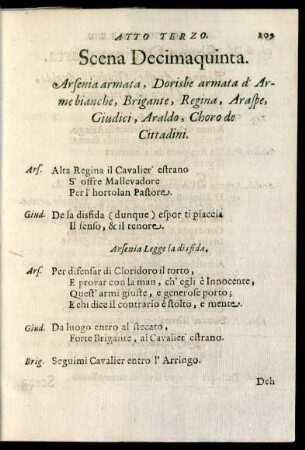 ATTO TERZO. 109
Scena Decimaquinta.
Arsenia armata, Dorisbe armata d' Ar-
me bianche, Brigante, Regina, Araspe,
Giudici, Araldo, Choro de
Cittadini.
Ars. Alta Regina il Cavalier' estrano
S' offre Mallevadore
Per l' hortolan Pastore.
Giud. De la disfida (dunque) espor ti piaccia
Il senso, & il tenore.
Arsenia Legge la disfida,
Ars. Per difensar di Cloridoro il torto,
E provar con la man, ch' egli è Innocente,
Quest' armi giuste, e generose porto;
E chi dice il contrario è stolto, e mente.
Giud. Da luogo entro al steccato,
Forte Brigante, al Cavalier' estrano.
Brig. Seguimi Cavalier entro l' Arringo.
Deh